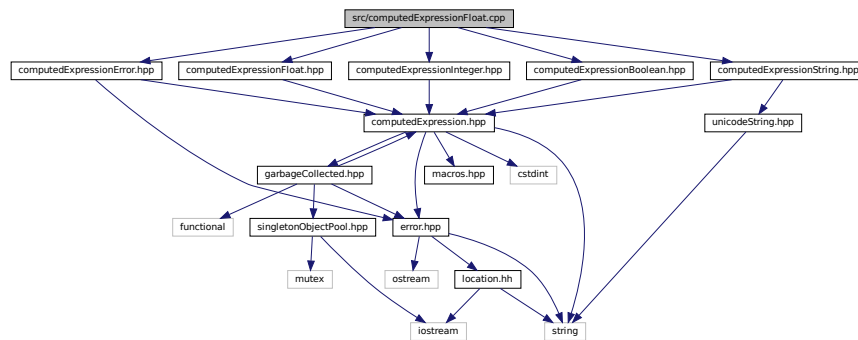 src/computedExpressionFloat.cpp
computedExpressionError.hpp
computedExpressionFloat.hpp
computedExpressionInteger.hpp
computedExpressionBoolean.hpp
computedExpressionString.hpp
computedExpression.hpp
unicodeString.hpp
garbageCollected.hpp
macros.hpp
cstdint
functional
singletonObjectPool.hpp
error.hpp
mutex
ostream
location.hh
iostream
string